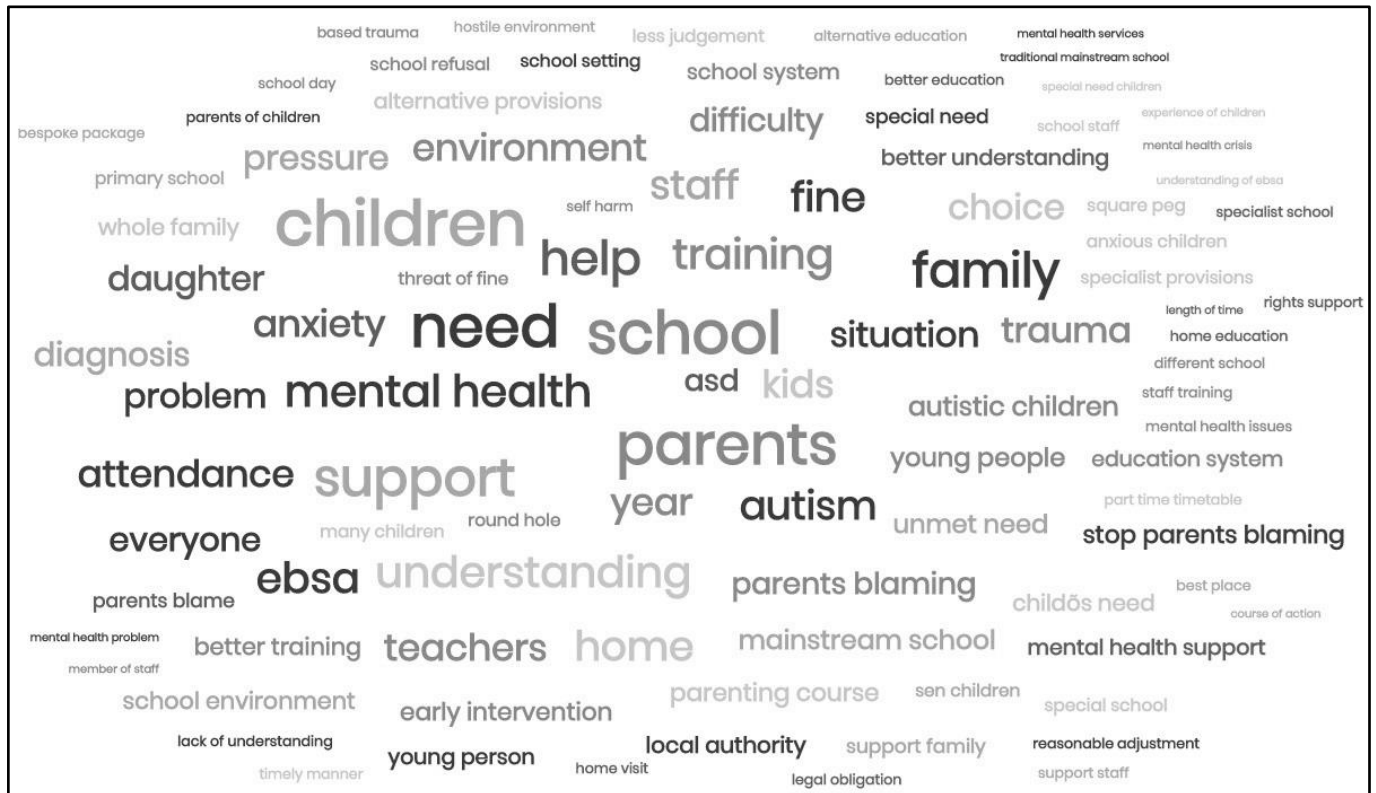 based trauma hostile environment less judgement alternative education mental health services
school refusal school setting school system better education traditional mainstream school
school day alternative provisions difficulty special need special need children
parents of children school staff experience of children
bespoke package pressure environment better understanding mental health crisis
primary school staff fine understanding of ebsa
whole family children self harm choice square peg specialist school
daughter threat of fine help training family anxious children
specialist provisions
anxiety need school situation trauma length of time rights support
home education
diagnosis different school
problem mental health asd kids autistic children staff training
mental health issues
attendance support parents young people education system
year autism unmet need part time timetable
everyone many children round hole stop parents blaming
ebsa understanding parents blaming best place
parents blame childõs need course of action
mental health problem better training teachers home mainstream school mental health support
member of staff
school environment early intervention parenting course sen children special school
lack of understanding young person local authority support family reasonable adjustment
timely manner home visit legal obligation support staff